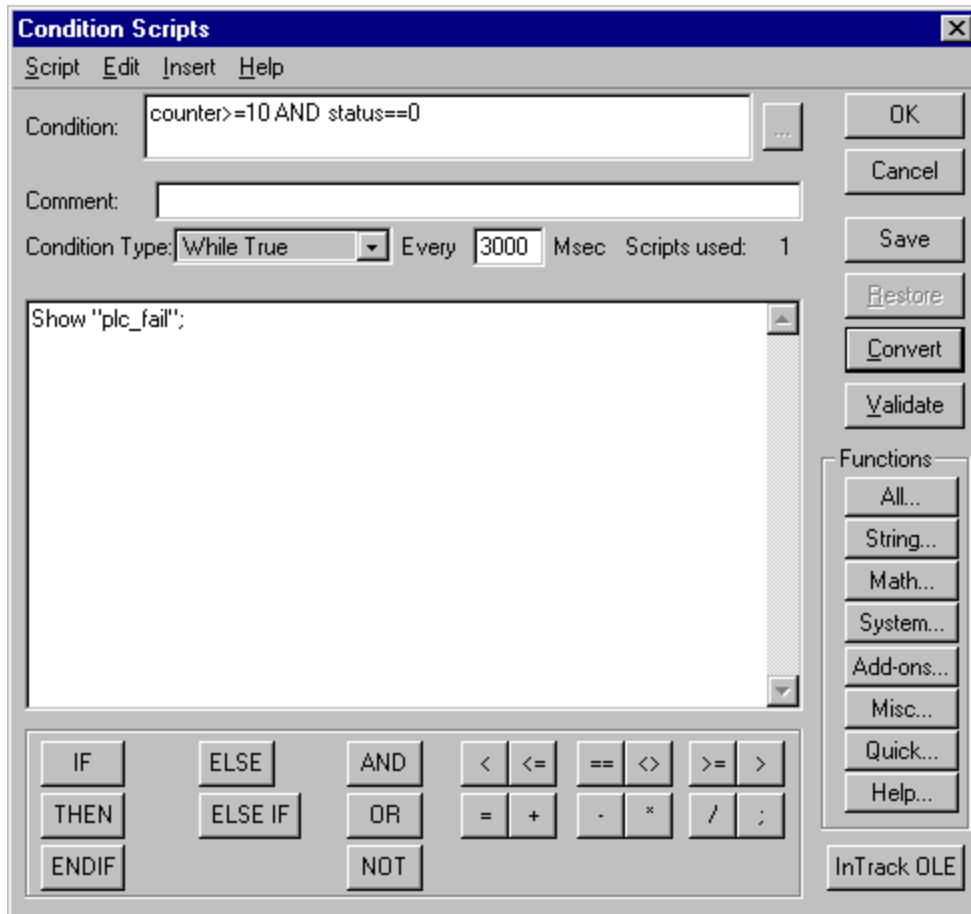 Condition Scripts
Script Edit Insert Help
Condition: counter>=10 AND status==0 ...
OK
Cancel
Comment:
Condition Type: While True Every 3000 Msec Scripts used: 1
Save
Restore
Show "plc_fail";
Convert
Validate
Functions
All...
String...
Math...
System...
Add-ons...
Misc...
Quick...
Help...
IF ELSE AND < <= == <> >= >
THEN ELSE IF OR = + - * / ;
ENDIF NOT
InTrack OLE